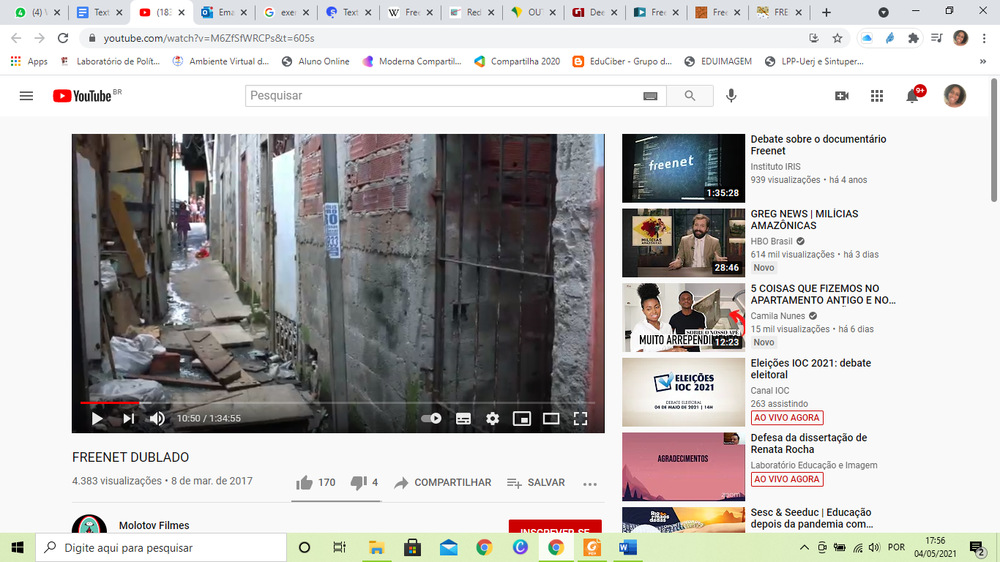 (4) V
Text
(183
Ema
exer
Text
Free
Red
OUT
Dee
Free
Free
FRE
youtube.com/watch?v=M6ZfSfWRCPs&t=605s
Apps
Laboratório de Polít...
Ambiente Virtual d...
Aluno Online
Moderna Compartil...
Compartilha 2020
EduCiber - Grupo d...
EDUIMAGEM
LPP-Uerj e Sintuper...
»
YouTube BR
Pesquisar
9+
333
10:50 / 1:34:55
FREENET DUBLADO
4.383 visualizações • 8 de mar. de 2017
170
4
COMPARTILHAR
SALVAR
Molotov Filmes
INSCREVER-SE
freenet
1:35:28
Debate sobre o documentário
Freenet
Instituto IRIS
939 visualizações • há 4 anos
MILÍCIAS
AMAZÔNICAS
28:46
GREG NEWS | MILÍCIAS
AMAZÔNICAS
HBO Brasil
614 mil visualizações • há 3 dias
Novo
SOBRE O NOSSO APÊ
MUITO ARREPENDIMENTO
12:23
5 COISAS QUE FIZEMOS NO
APARTAMENTO ANTIGO E NO...
Camila Nunes
15 mil visualizações • há 6 dias
Novo
ELEIÇÕES
IOC 2021
DEBATE ELEITORAL
04 DE MAIO DE 2021 | 14H
Eleições IOC 2021: debate
eleitoral
Canal IOC
263 assistindo
AO VIVO AGORA
AGRADECIMENTOS
zoom
Defesa da dissertação de
Renata Rocha
Laboratório Educação e Imagem
AO VIVO AGORA
Sesc & Seeduc | Educação
depois da pandemia com...
Digite aqui para pesquisar
POR
17:56
04/05/2021
2